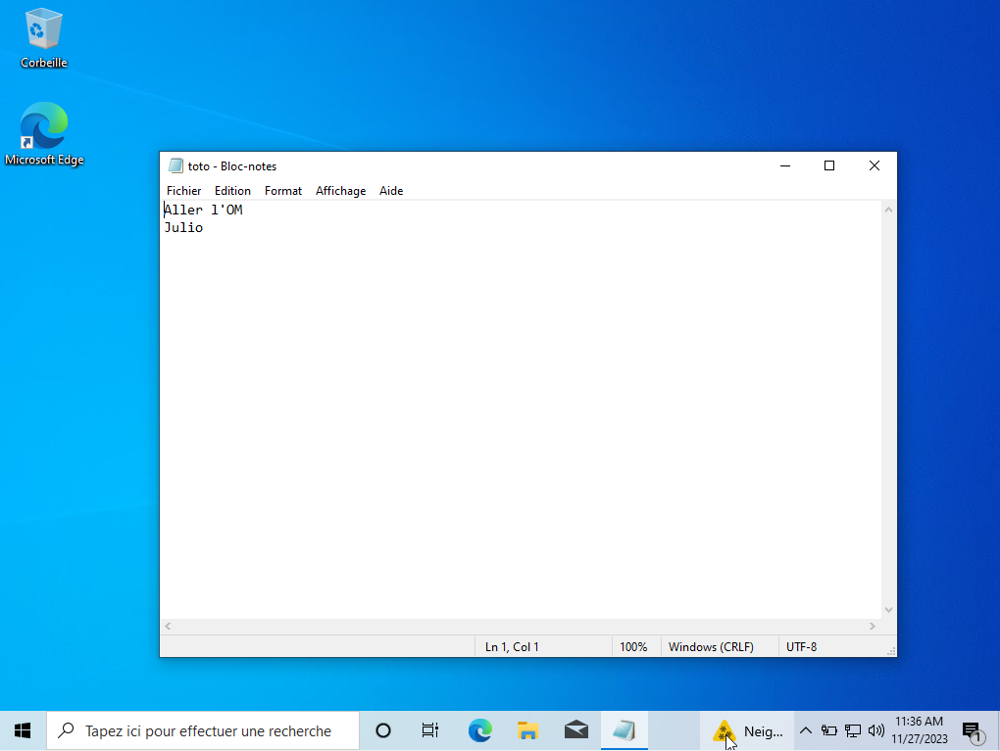 Corbeille
Microsoft Edge
toto - Bloc-notes
Fichier Edition Format Affichage Aide
Aller l'OM
Julio
Ln 1, Col 1 100% Windows (CRLF) UTF-8
Tapez ici pour effectuer une recherche
Neig...
11:36 AM
11/27/2023
1